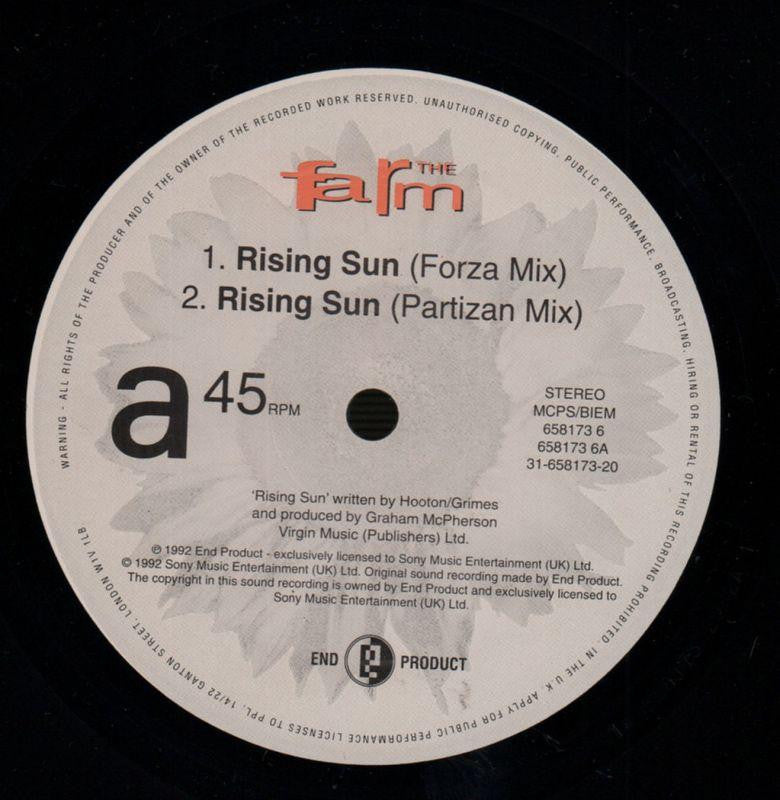 WARNING - ALL RIGHTS OF THE PRODUCER AND OF THE OWNER OF THE RECORDED WORK RESERVED. UNAUTHORISED COPYING, PUBLIC PERFORMANCE, BROADCASTING, HIRING OR RENTAL OF THIS RECORDING PROHIBITED. IN THE U.K. APPLY FOR PUBLIC PERFORMANCE LICENSES TO PPL, 14/22 GANTON STREET, LONDON W1V 1LB
THE
farm
1. Rising Sun (Forza Mix)
2. Rising Sun (Partizan Mix)
a 45 RPM
STEREO
MCPS/BIEM
658173 6
658173 6A
31-658173-20
'Rising Sun' written by Hooton/Grimes
and produced by Graham McPherson
Virgin Music (Publishers) Ltd.
℗ 1992 End Product - exclusively licensed to Sony Music Entertainment (UK) Ltd.
© 1992 Sony Music Entertainment (UK) Ltd. Original sound recording made by End Product.
The copyright in this sound recording is owned by End Product and exclusively licensed to
Sony Music Entertainment (UK) Ltd.
END PRODUCT